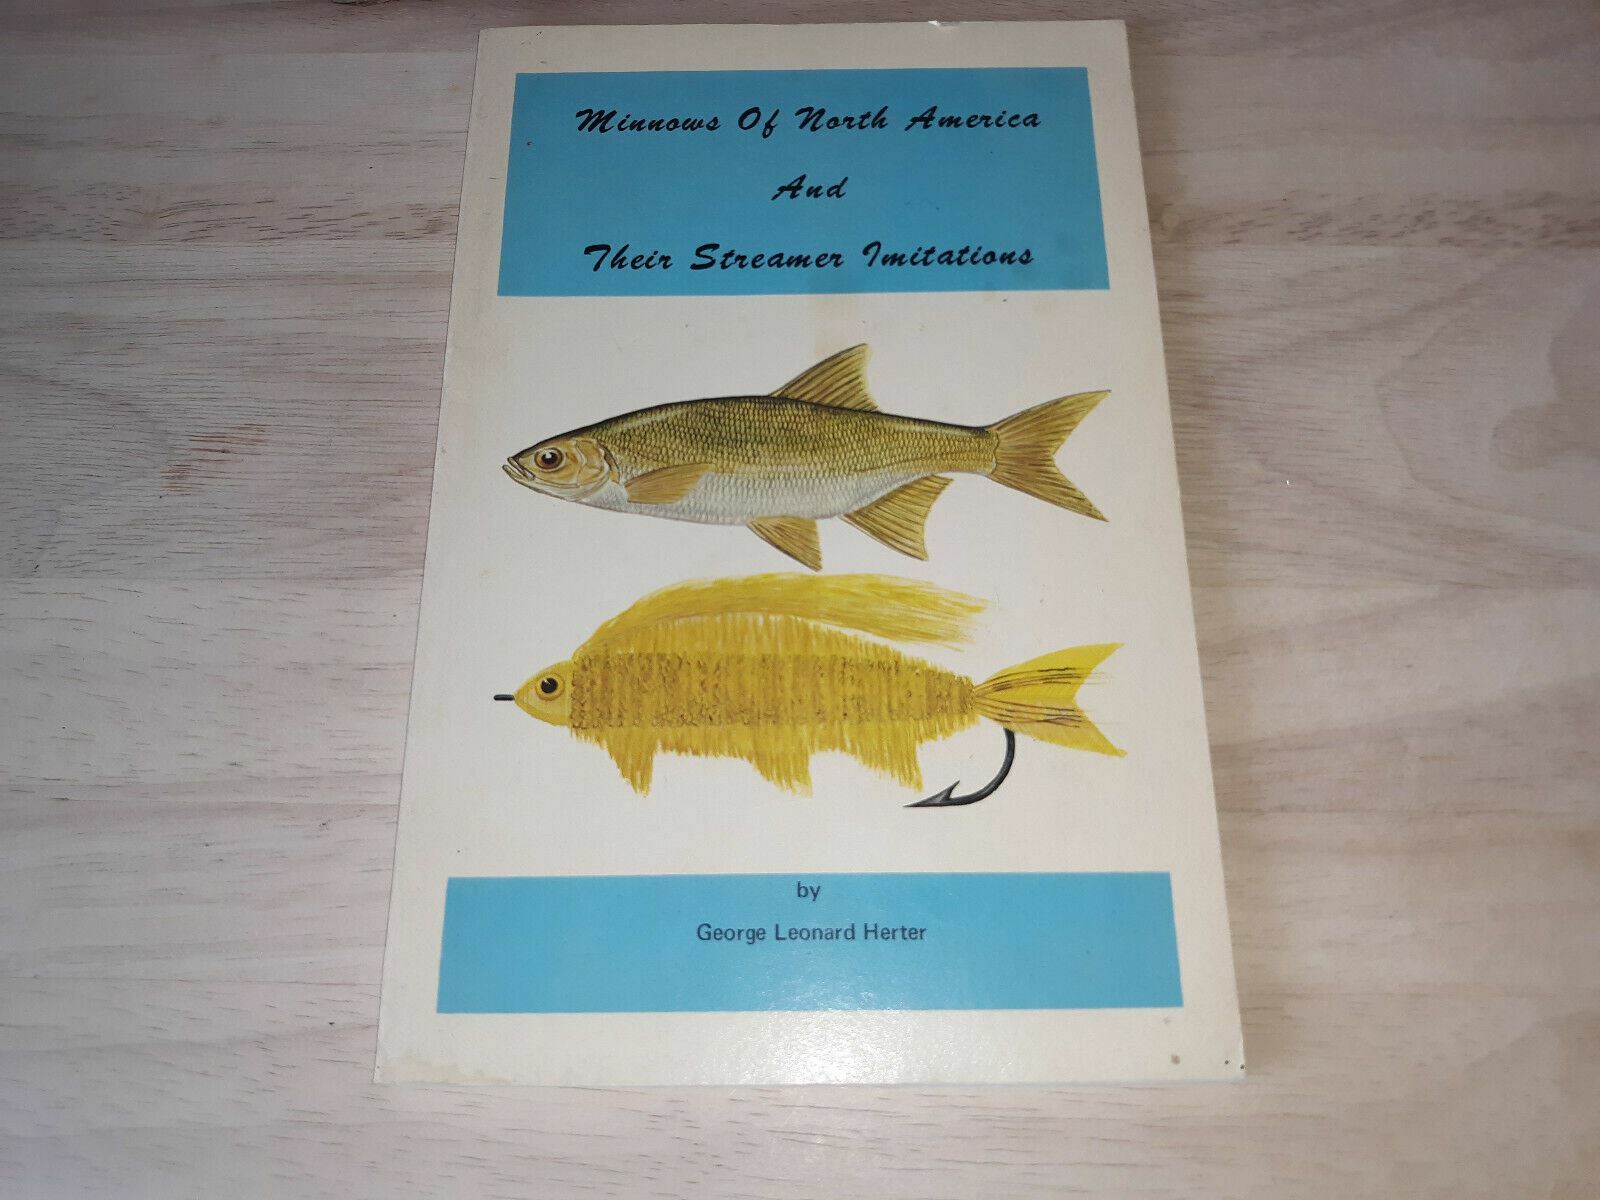 Minnows Of North America
And
Their Streamer Imitations
by
George Leonard Herter